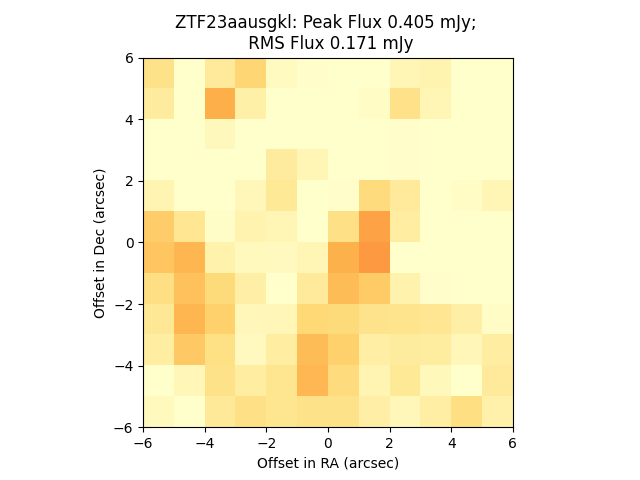 ZTF23aausgkl: Peak Flux 0.405 mJy;
RMS Flux 0.171 mJy
6
4
2
0
−2
−4
−6
Offset in Dec (arcsec)
−6 −4 −2 0 2 4 6
Offset in RA (arcsec)